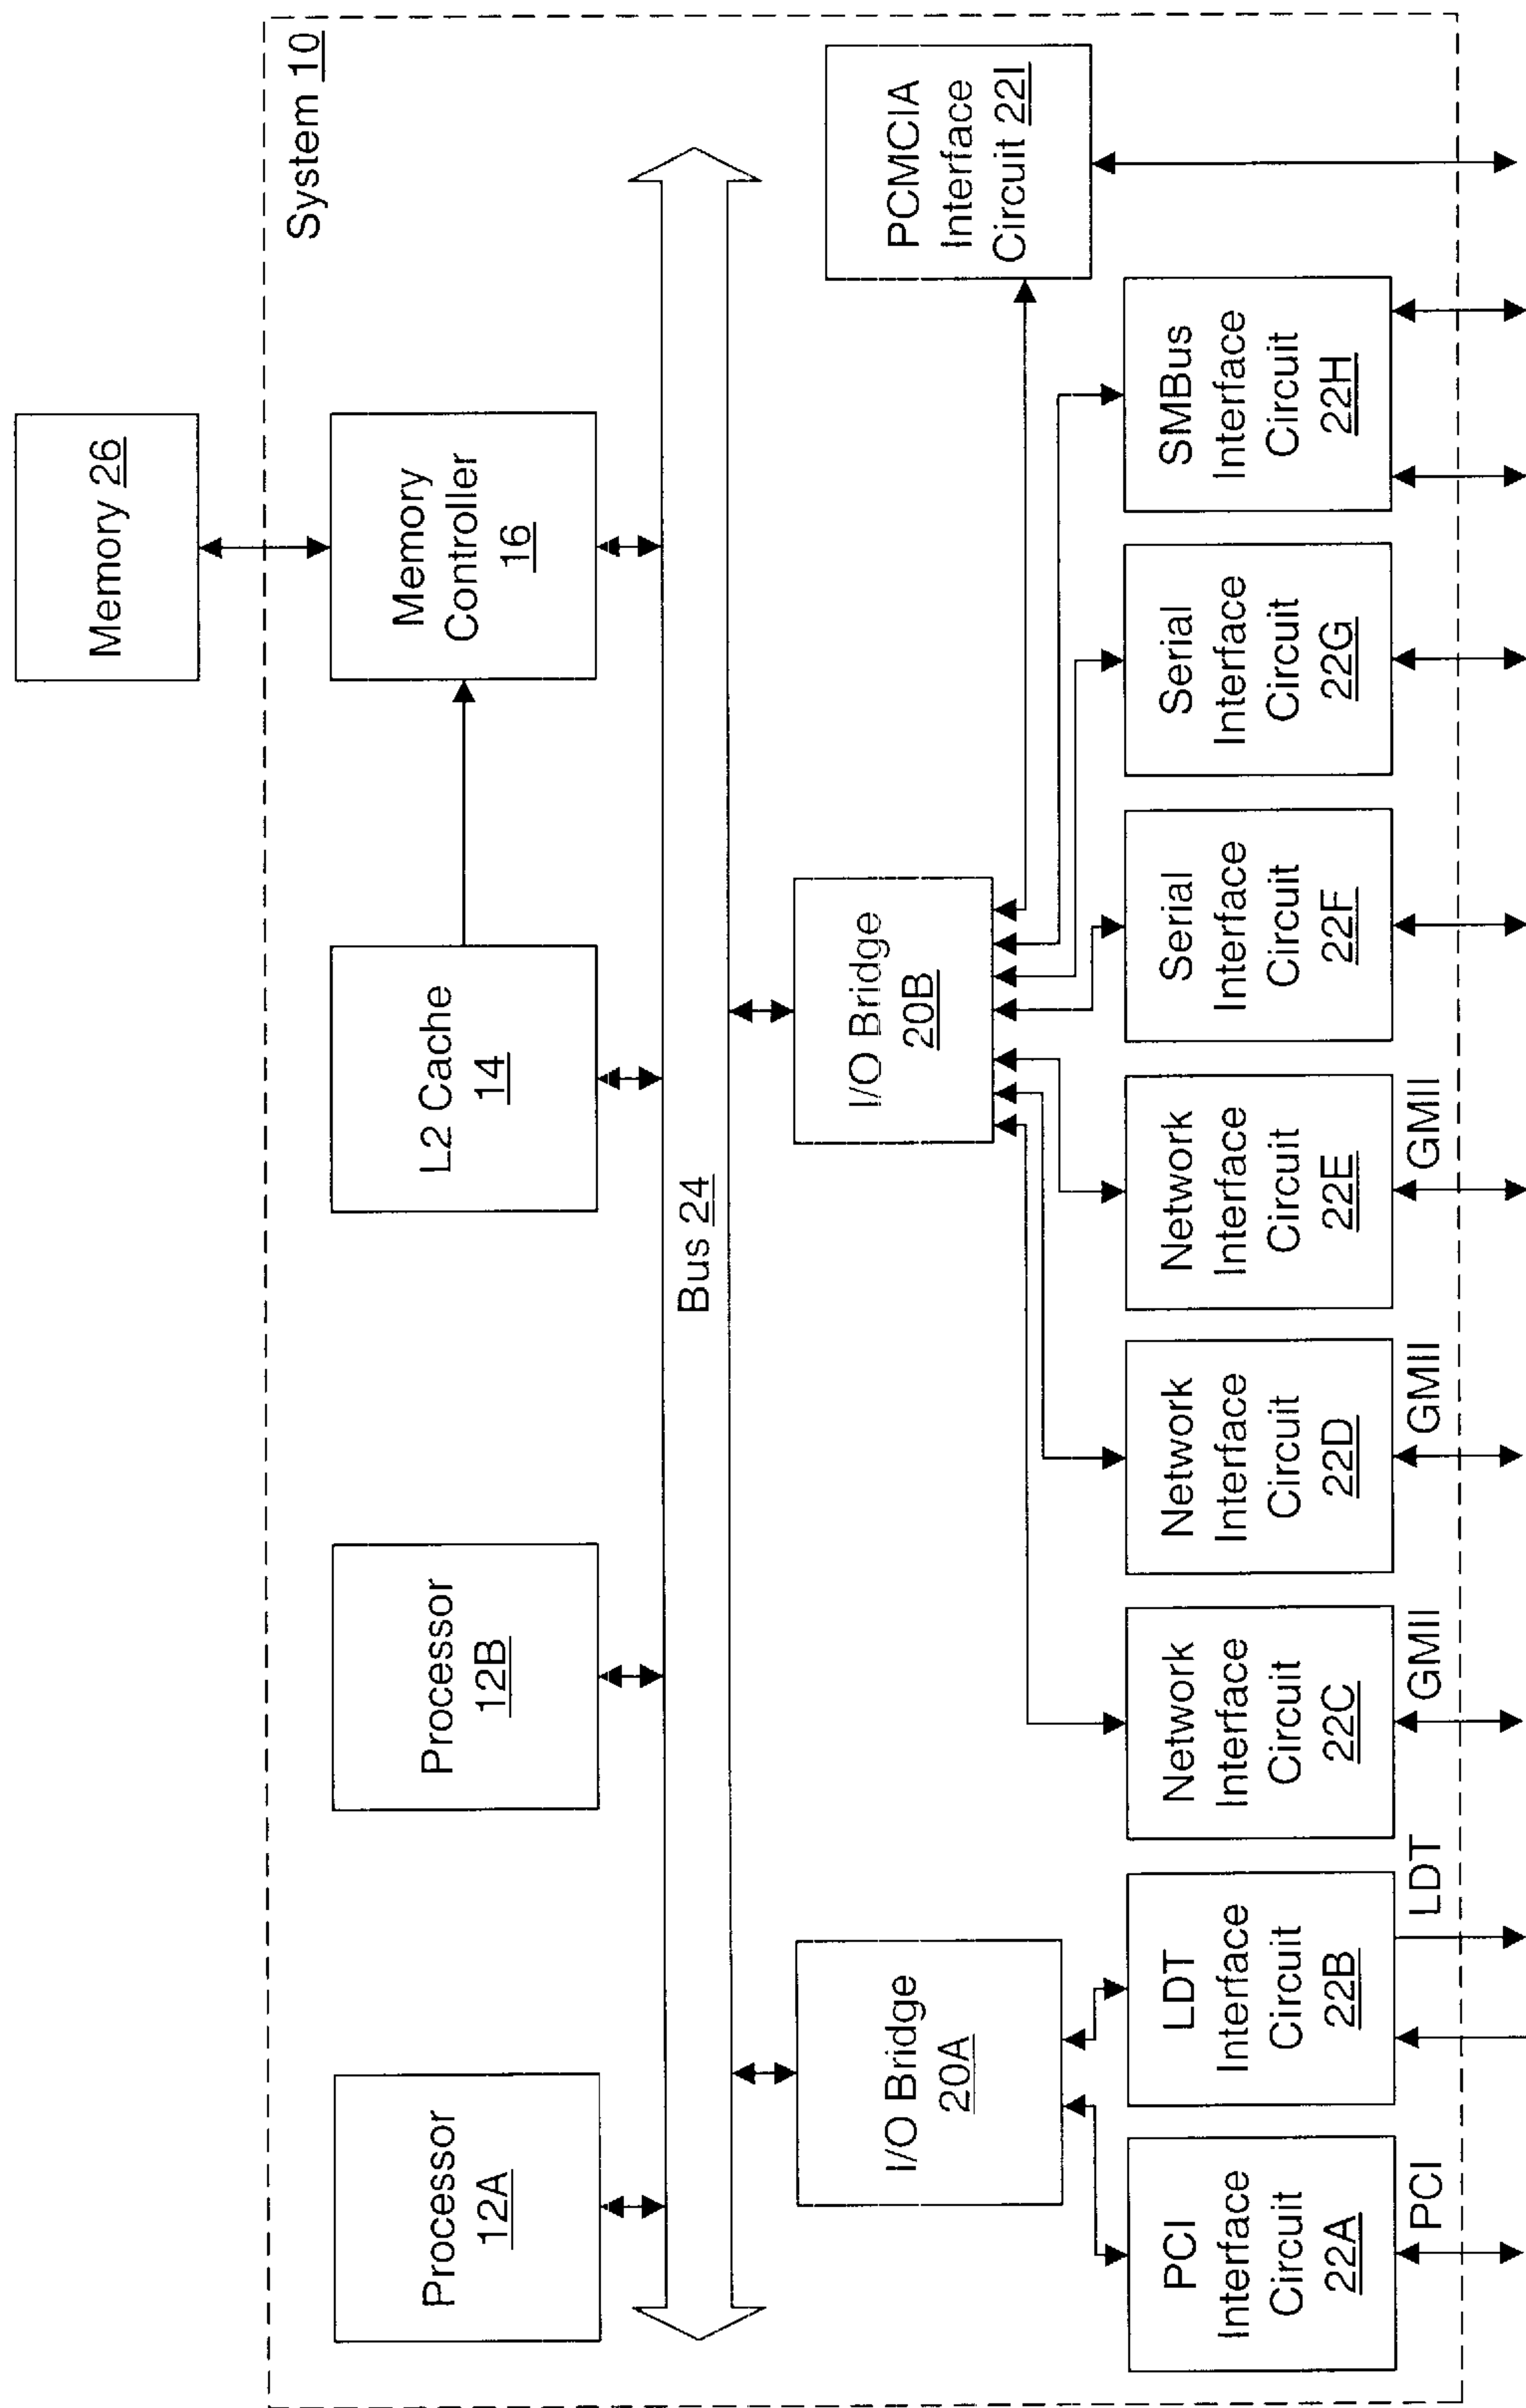 Memory 26
System 10
Processor
12A
Processor
12B
L2 Cache
14
Memory
Controller
16
Bus 24
I/O Bridge
20A
I/O Bridge
20B
PCMCIA
Interface
Circuit 22I
PCI
Interface
Circuit
22A
LDT
Interface
Circuit
22B
Network
Interface
Circuit
22C
Network
Interface
Circuit
22D
Network
Interface
Circuit
22E
Serial
Interface
Circuit
22F
Serial
Interface
Circuit
22G
SMBus
Interface
Circuit
22H
PCI
LDT
GMII
GMII
GMII